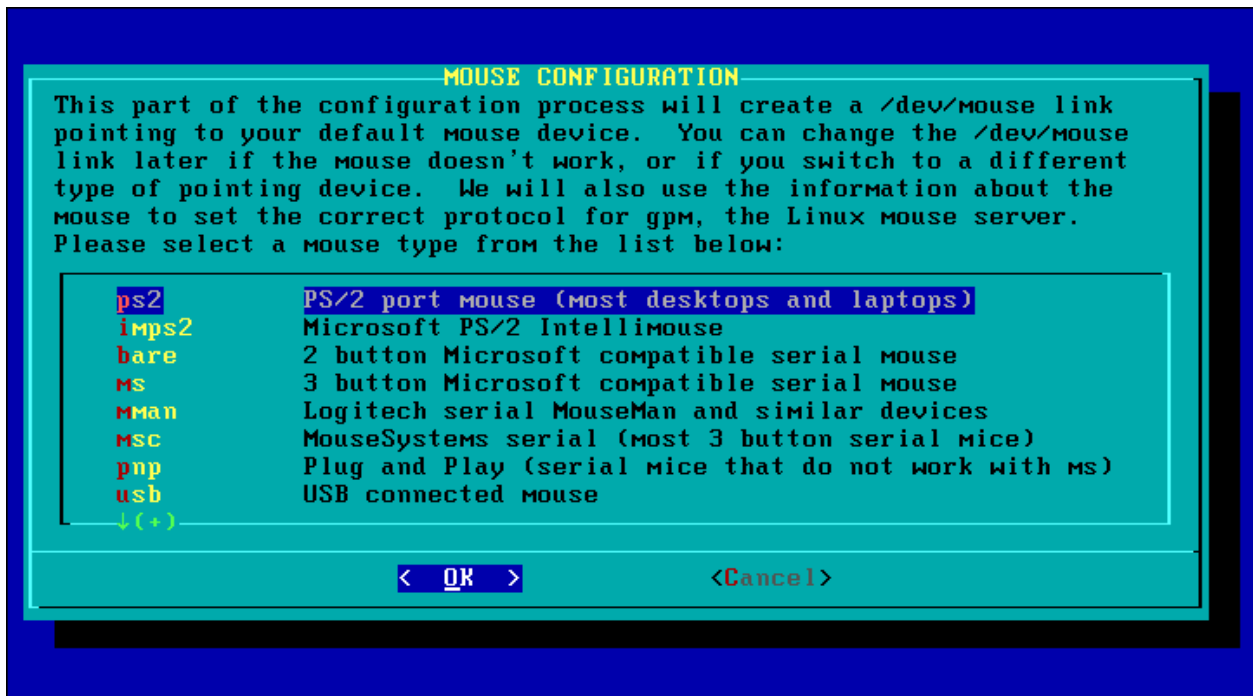 MOUSE CONFIGURATION
This part of the configuration process will create a /dev/mouse link
pointing to your default mouse device.  You can change the /dev/mouse
link later if the mouse doesn't work, or if you switch to a different
type of pointing device.  We will also use the information about the
mouse to set the correct protocol for gpm, the Linux mouse server.
Please select a mouse type from the list below:
ps2 PS/2 port mouse (most desktops and laptops)
imps2 Microsoft PS/2 Intellimouse
bare 2 button Microsoft compatible serial mouse
ms 3 button Microsoft compatible serial mouse
mman Logitech serial MouseMan and similar devices
msc MouseSystems serial (most 3 button serial mice)
pnp Plug and Play (serial mice that do not work with ms)
usb USB connected mouse
↓(+)
< OK > <Cancel>